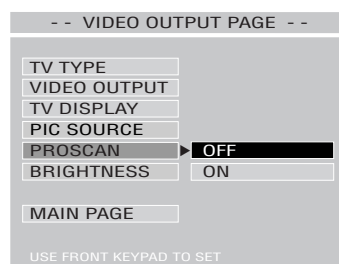 - - VIDEO OUTPUT PAGE - -
TV TYPE
VIDEO OUTPUT
TV DISPLAY
PIC SOURCE
PROSCAN OFF
BRIGHTNESS ON
MAIN PAGE
USE FRONT KEYPAD TO SET